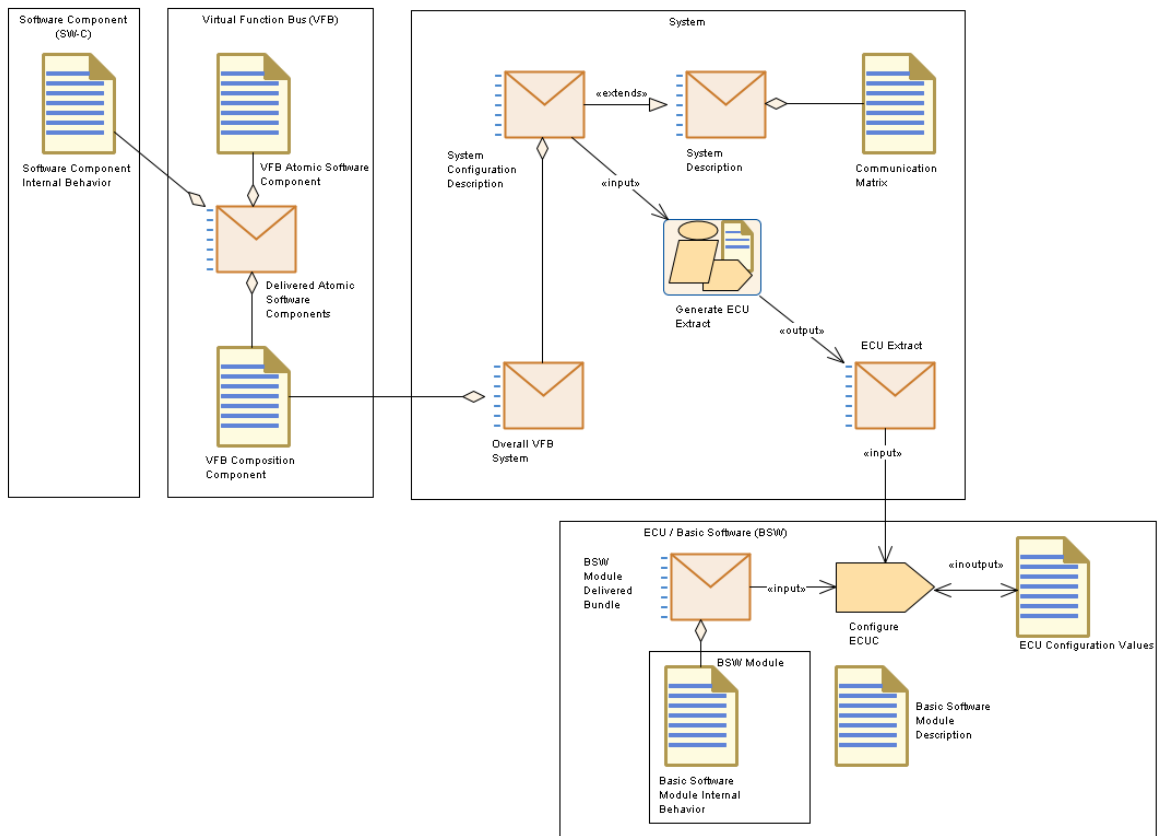 Software Component
(SW-C)
Software Component
Internal Behavior
Virtual Function Bus (VFB)
VFB Atomic Software
Component
Delivered Atomic
Software
Components
VFB Composition
Component
System
System
Configuration
Description
«extends»
System
Description
Communication
Matrix
«input»
Generate ECU
Extract
«output»
ECU Extract
Overall VFB
System
«input»
ECU / Basic Software (BSW)
BSW
Module
Delivered
Bundle
«input»
Configure
ECUC
«inoutput»
ECU Configuration Values
BSW Module
Basic Software
Module Internal
Behavior
Basic Software
Module
Description